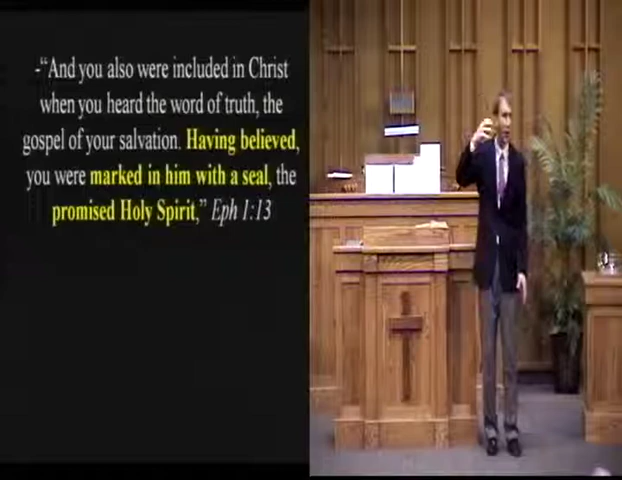 -“And you also were included in Christ
when you heard the word of truth, the
gospel of your salvation. Having believed,
you were marked in him with a seal, the
promised Holy Spirit,” Eph 1:13